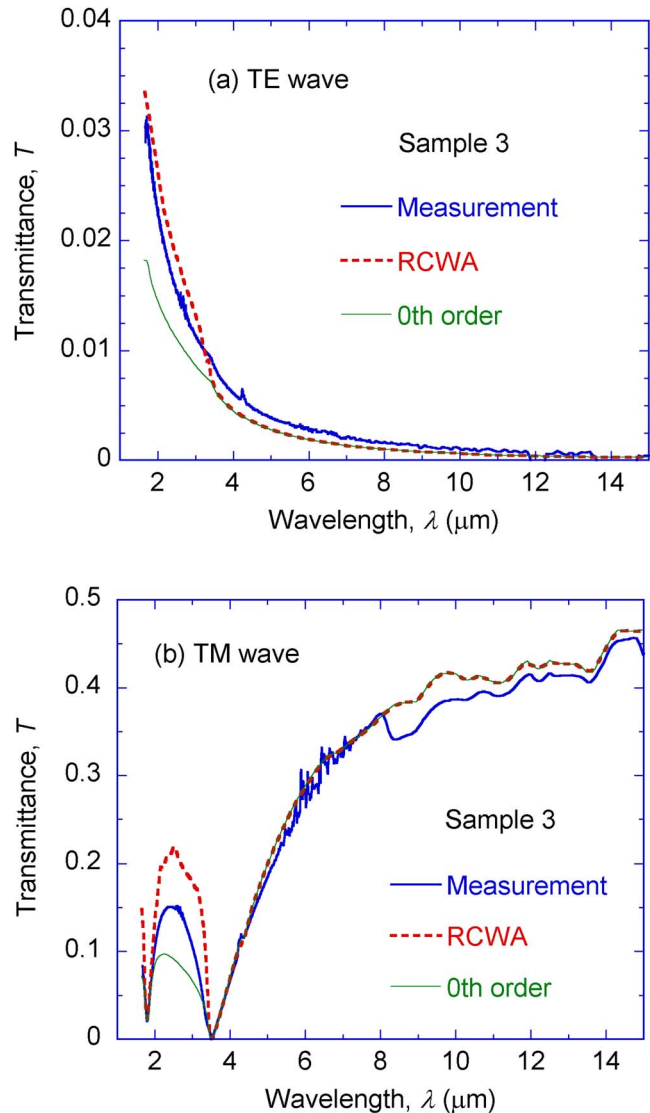 0.04
(a) TE wave
0.03
Sample 3
Measurement
0.02
RCWA
0th order
0.01
0
Transmittance, T
2 4 6 8 10 12 14
Wavelength, λ (μm)
0.5
(b) TM wave
0.4
0.3
Sample 3
0.2
Measurement
RCWA
0.1
0th order
0
Transmittance, T
2 4 6 8 10 12 14
Wavelength, λ (μm)